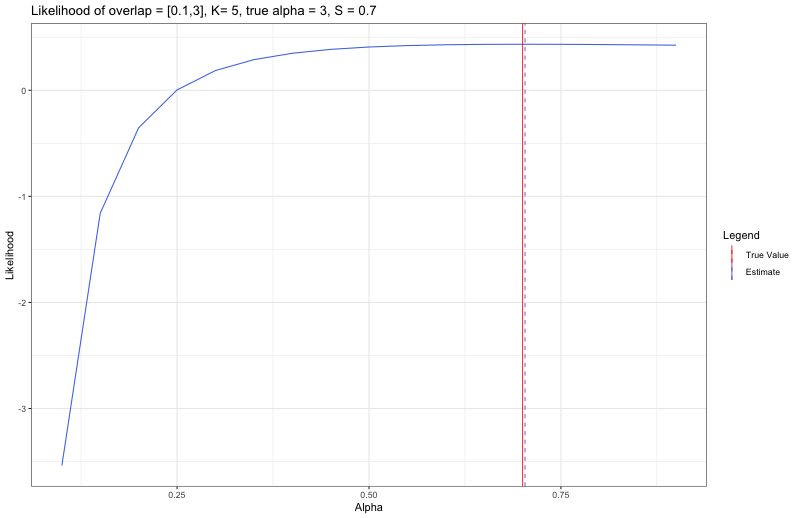 Likelihood of overlap = [0.1,3], K= 5, true alpha = 3, S = 0.7
Likelihood
0
-1
-2
-3
0.25
0.50
0.75
Alpha
Legend
True Value
Estimate